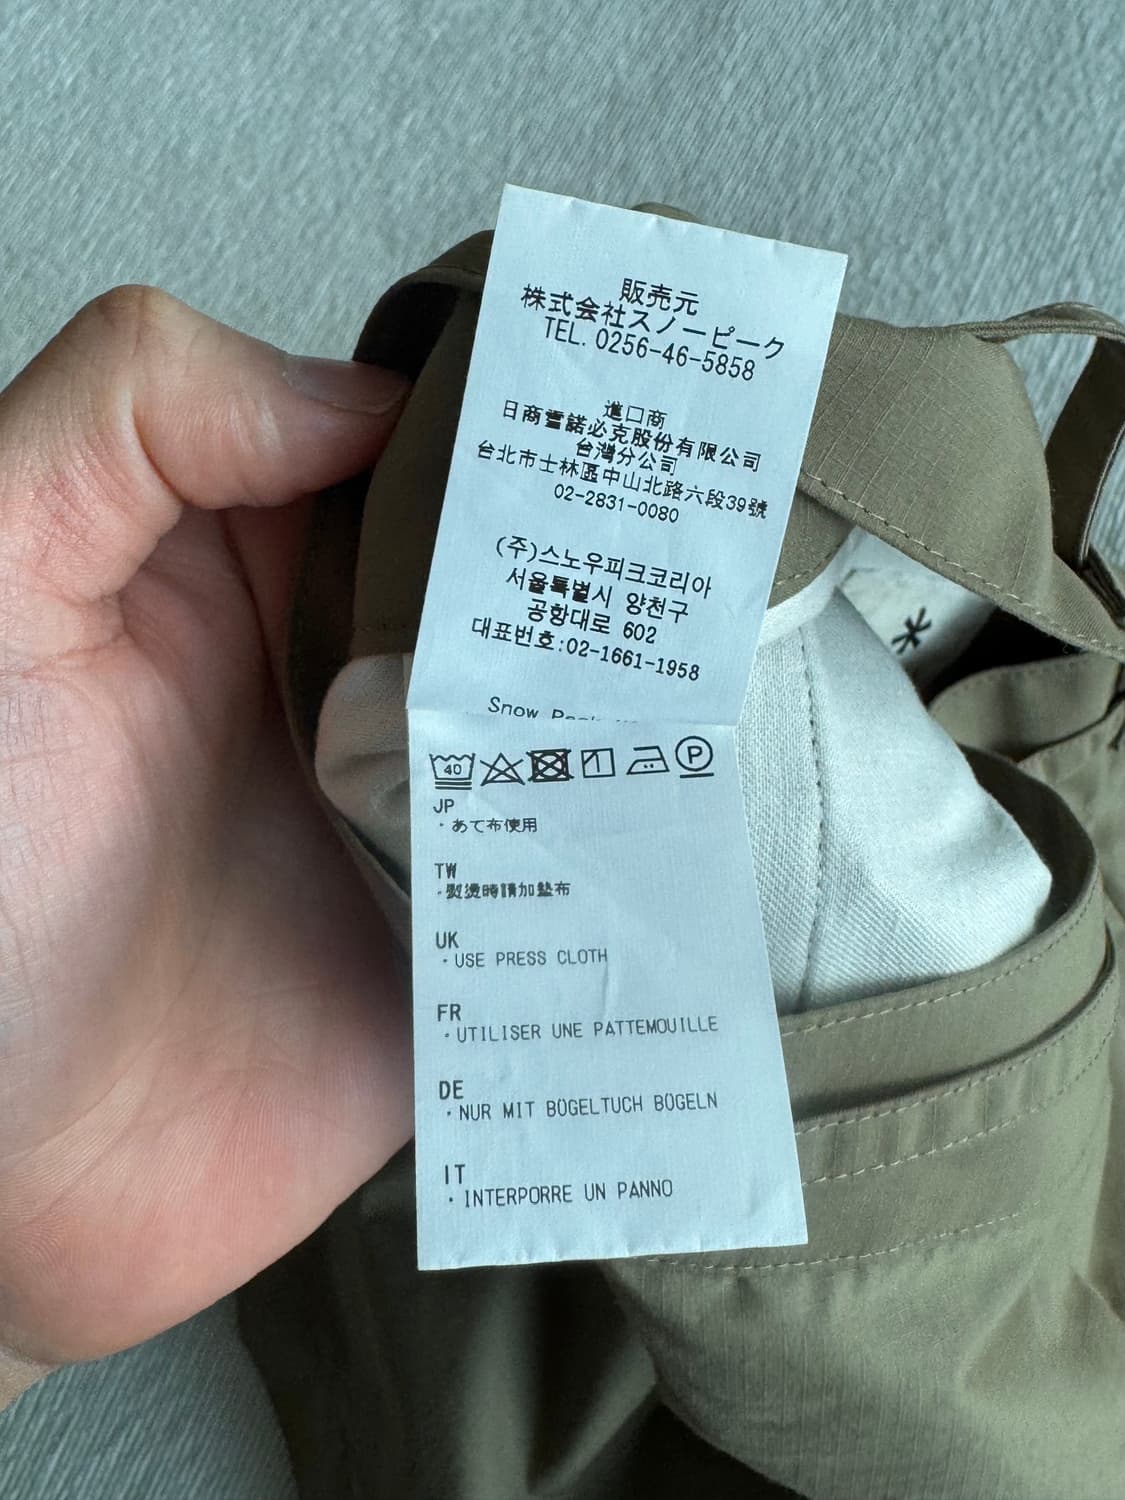 販売元
株式会社スノーピーク
TEL. 0256-46-5858
進口商
日商雪諾必克股份有限公司
台灣分公司
台北市士林區中山北路六段39號
02-2831-0080
(주)스노우피크코리아
서울특별시 양천구
공항대로 602
대표번호:02-1661-1958
Snow Peak
40
P
JP
・あて布使用
TW
・熨燙時請加墊布
UK
・USE PRESS CLOTH
FR
・UTILISER UNE PATTEMOUILLE
DE
・NUR MIT BÖGELTUCH BÖGELN
IT
・INTERPORRE UN PANNO